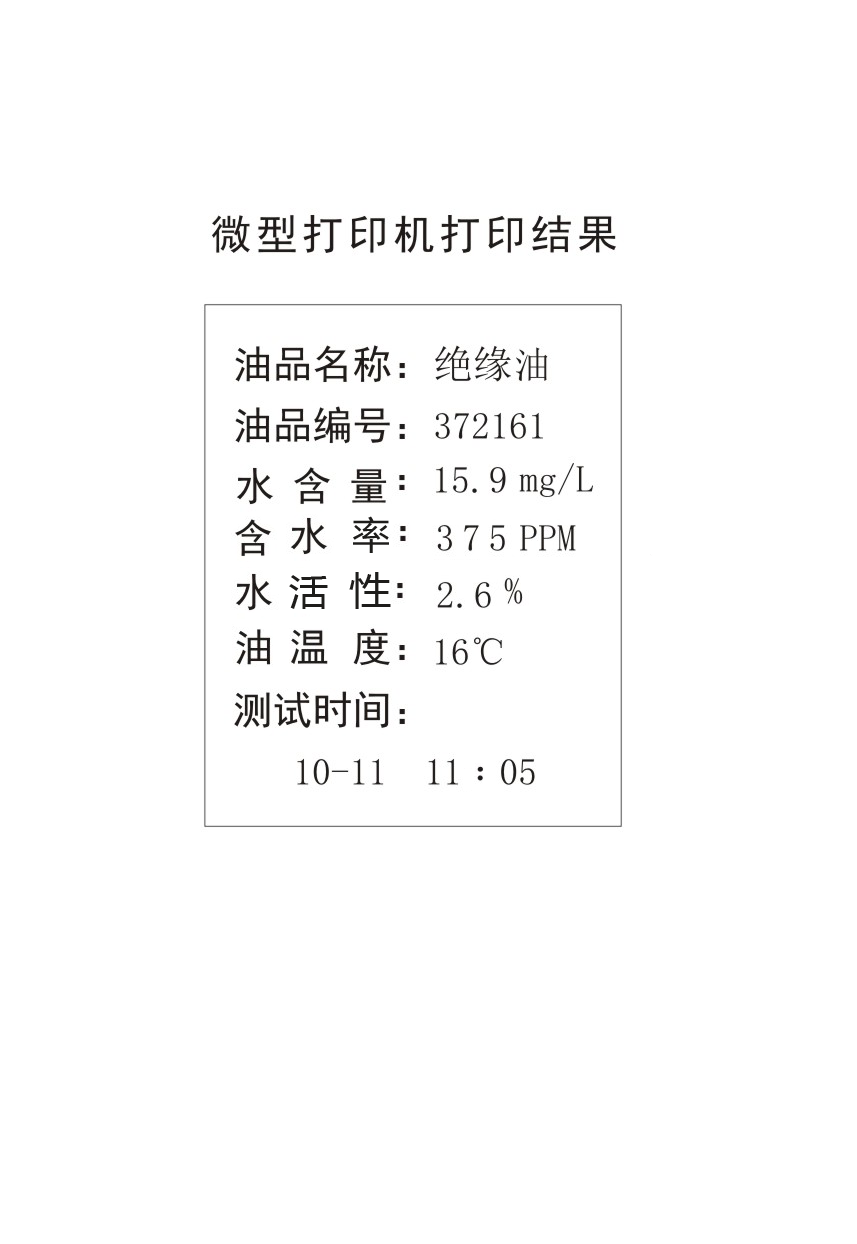 微型打印机打印结果
油品名称：绝缘油
油品编号：372161
水含量：15.9 mg/L
含水率：375 PPM
水活性：2.6 %
油温度：16℃
测试时间：
10-11 11：05